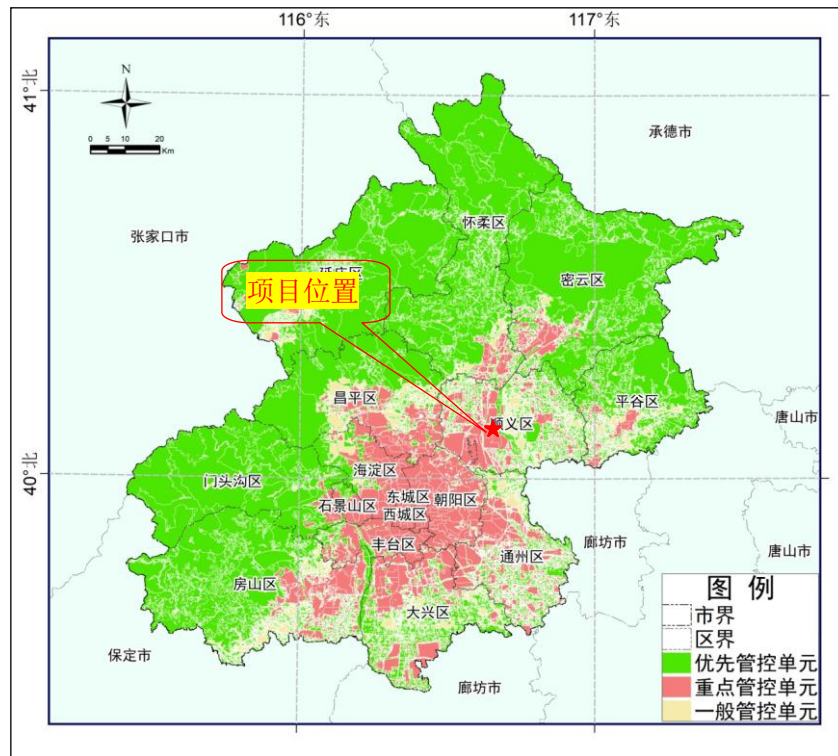 116°东
117°东
41°北
N
0 5 10 20
Km
承德市
张家口市
怀柔区
延庆区
密云区
项目位置
昌平区
顺义区
平谷区
唐山市
40°北
海淀区
门头沟区
东城区
朝阳区
石景山区
西城区
丰台区
通州区
廊坊市
唐山市
房山区
大兴区
保定市
廊坊市
图 例
市界
区界
优先管控单元
重点管控单元
一般管控单元